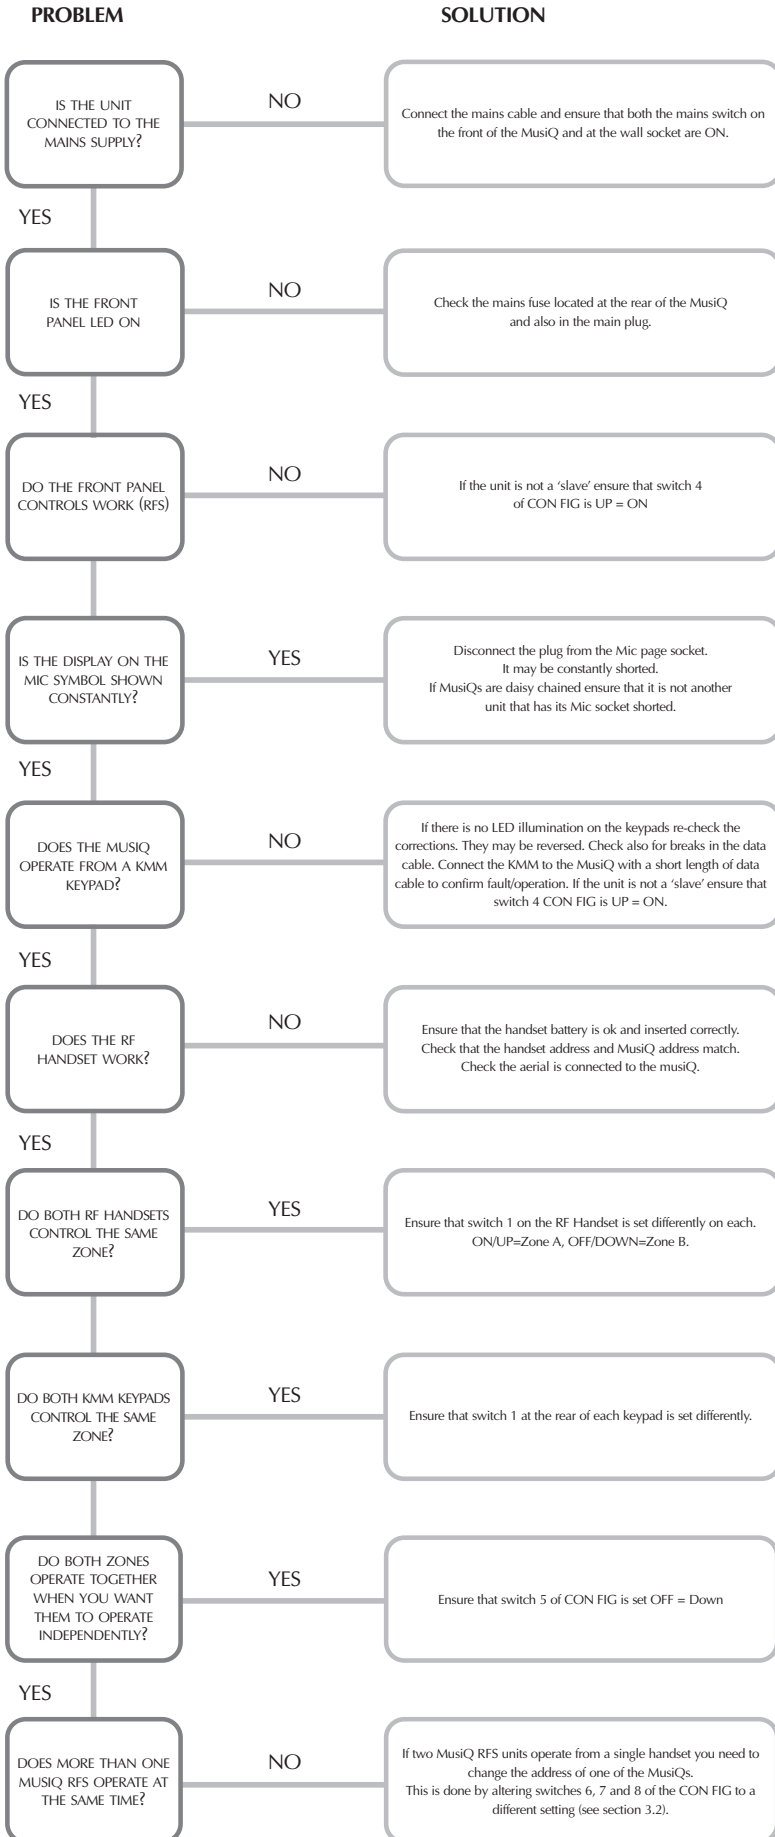 PROBLEM
SOLUTION
IS THE UNIT
CONNECTED TO THE
MAINS SUPPLY?
NO
Connect the mains cable and ensure that both the mains switch on
the front of the MusiQ and at the wall socket are ON.
YES
IS THE FRONT
PANEL LED ON
NO
Check the mains fuse located at the rear of the MusiQ
and also in the main plug.
YES
DO THE FRONT PANEL
CONTROLS WORK (RFS)
NO
If the unit is not a ‘slave’ ensure that switch 4
of CON FIG is UP = ON
IS THE DISPLAY ON THE
MIC SYMBOL SHOWN
CONSTANTLY?
YES
Disconnect the plug from the Mic page socket.
It may be constantly shorted.
If MusiQs are daisy chained ensure that it is not another
unit that has its Mic socket shorted.
YES
DOES THE MUSIQ
OPERATE FROM A KMM
KEYPAD?
NO
If there is no LED illumination on the keypads re-check the
corrections. They may be reversed. Check also for breaks in the data
cable. Connect the KMM to the MusiQ with a short length of data
cable to confirm fault/operation. If the unit is not a ‘slave’ ensure that
switch 4 CON FIG is UP = ON.
YES
DOES THE RF
HANDSET WORK?
NO
Ensure that the handset battery is ok and inserted correctly.
Check that the handset address and MusiQ address match.
Check the aerial is connected to the musiQ.
YES
DO BOTH RF HANDSETS
CONTROL THE SAME
ZONE?
YES
Ensure that switch 1 on the RF Handset is set differently on each.
ON/UP=Zone A, OFF/DOWN=Zone B.
DO BOTH KMM KEYPADS
CONTROL THE SAME
ZONE?
YES
Ensure that switch 1 at the rear of each keypad is set differently.
DO BOTH ZONES
OPERATE TOGETHER
WHEN YOU WANT
THEM TO OPERATE
INDEPENDENTLY?
YES
Ensure that switch 5 of CON FIG is set OFF = Down
YES
DOES MORE THAN ONE
MUSIQ RFS OPERATE AT
THE SAME TIME?
NO
If two MusiQ RFS units operate from a single handset you need to
change the address of one of the MusiQs.
This is done by altering switches 6, 7 and 8 of the CON FIG to a
different setting (see section 3.2).